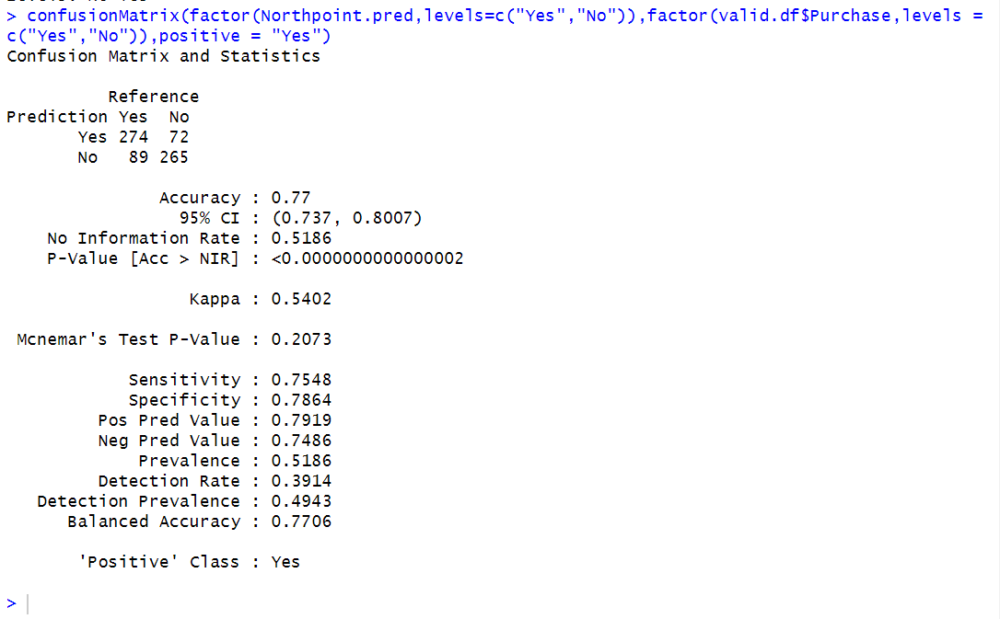 > confusionMatrix(factor(Northpoint.pred,levels=c("Yes","No")),factor(valid.df$Purchase,levels =
c("Yes","No")),positive = "Yes")
Confusion Matrix and Statistics
Reference
Prediction Yes No
Yes 274 72
No 89 265
Accuracy : 0.77
95% CI : (0.737, 0.8007)
No Information Rate : 0.5186
P-Value [Acc > NIR] : <0.0000000000000002
Kappa : 0.5402
Mcnemar's Test P-Value : 0.2073
Sensitivity : 0.7548
Specificity : 0.7864
Pos Pred Value : 0.7919
Neg Pred Value : 0.7486
Prevalence : 0.5186
Detection Rate : 0.3914
Detection Prevalence : 0.4943
Balanced Accuracy : 0.7706
'Positive' Class : Yes
>